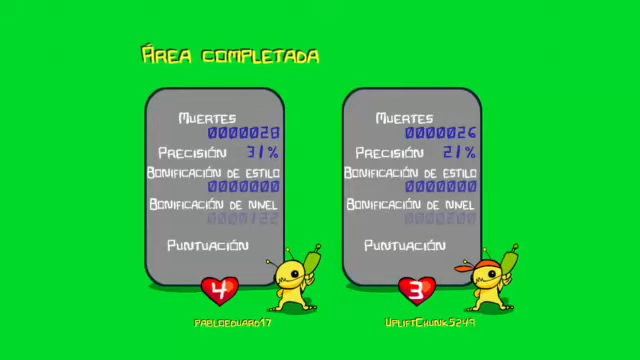 ÁREA COMPLETADA
MUERTES
0000028
PRECISIÓN 31%
BONIFICACIÓN DE ESTILO
0000000
BONIFICACIÓN DE NIVEL
0000122
PUNTUACIÓN
4
PABLOEDUARD17
MUERTES
0000026
PRECISIÓN 21%
BONIFICACIÓN DE ESTILO
0000000
BONIFICACIÓN DE NIVEL
PUNTUACIÓN
3
UPLIFTCHUNK5249